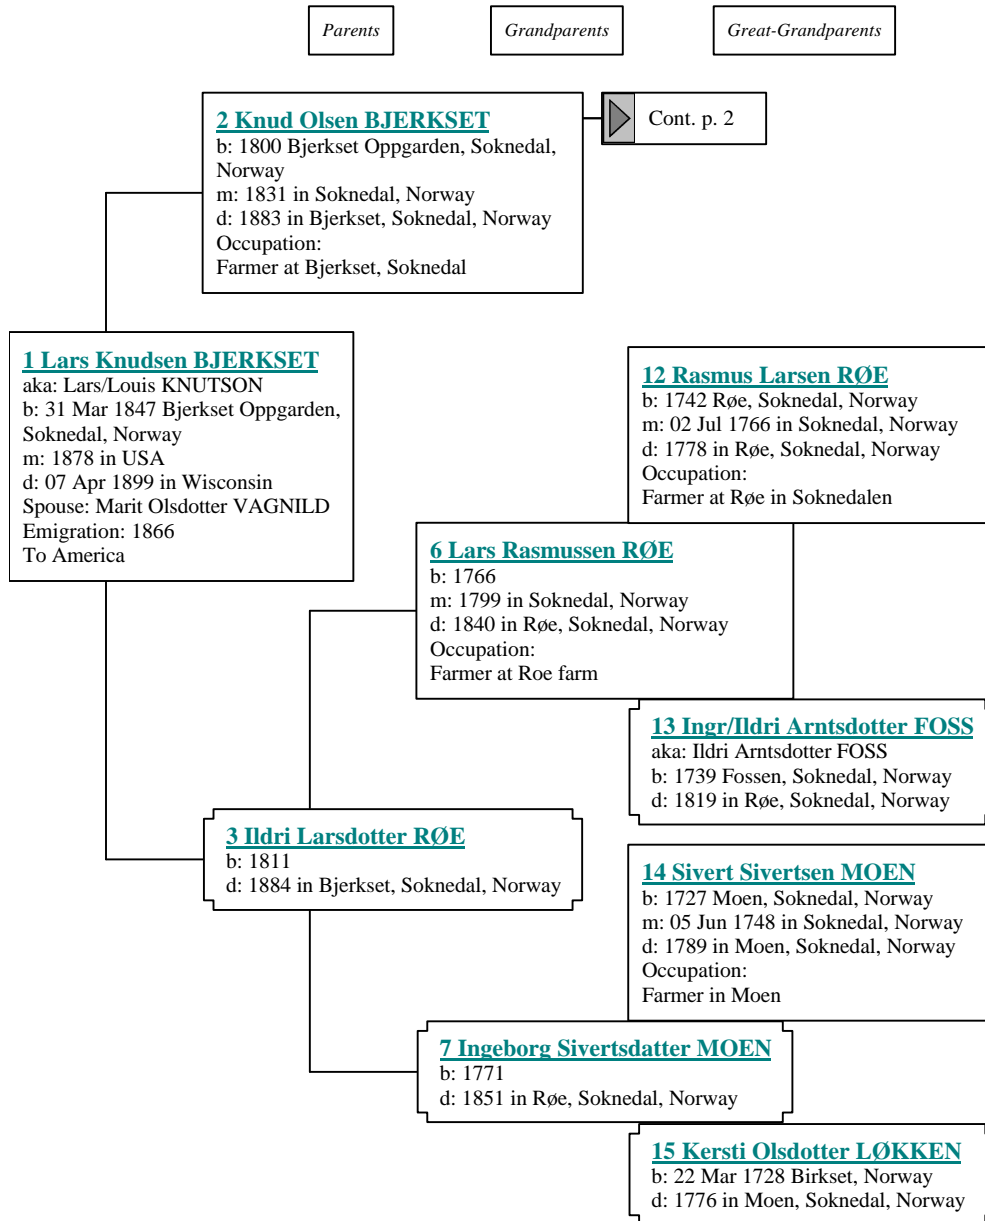 Parents
Grandparents
Great-Grandparents
2 Knud Olsen BJERKSET
b: 1800 Bjerkset Oppgarden, Soknedal,
Norway
m: 1831 in Soknedal, Norway
d: 1883 in Bjerkset, Soknedal, Norway
Occupation:
Farmer at Bjerkset, Soknedal
Cont. p. 2
1 Lars Knudsen BJERKSET
aka: Lars/Louis KNUTSON
b: 31 Mar 1847 Bjerkset Oppgarden,
Soknedal, Norway
m: 1878 in USA
d: 07 Apr 1899 in Wisconsin
Spouse: Marit Olsdotter VAGNILD
Emigration: 1866
To America
12 Rasmus Larsen RØE
b: 1742 Røe, Soknedal, Norway
m: 02 Jul 1766 in Soknedal, Norway
d: 1778 in Røe, Soknedal, Norway
Occupation:
Farmer at Røe in Soknedalen
6 Lars Rasmussen RØE
b: 1766
m: 1799 in Soknedal, Norway
d: 1840 in Røe, Soknedal, Norway
Occupation:
Farmer at Roe farm
13 Ingr/Ildri Arntsdotter FOSS
aka: Ildri Arntsdotter FOSS
b: 1739 Fossen, Soknedal, Norway
d: 1819 in Røe, Soknedal, Norway
3 Ildri Larsdotter RØE
b: 1811
d: 1884 in Bjerkset, Soknedal, Norway
14 Sivert Sivertsen MOEN
b: 1727 Moen, Soknedal, Norway
m: 05 Jun 1748 in Soknedal, Norway
d: 1789 in Moen, Soknedal, Norway
Occupation:
Farmer in Moen
7 Ingeborg Sivertsdatter MOEN
b: 1771
d: 1851 in Røe, Soknedal, Norway
15 Kersti Olsdotter LØKKEN
b: 22 Mar 1728 Birkset, Norway
d: 1776 in Moen, Soknedal, Norway